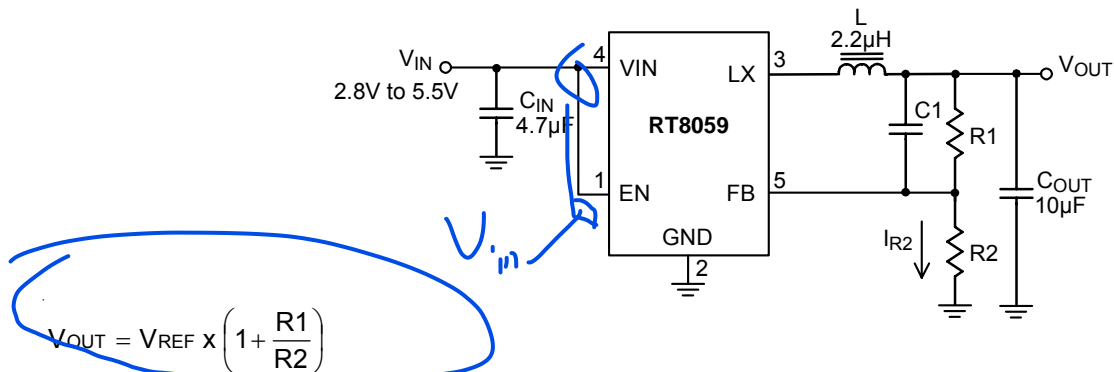 L
2.2µH
VIN
2.8V to 5.5V
CIN
4.7µF
4
VIN
LX
3
VOUT
RT8059
C1
R1
1
EN
FB
5
COUT
10µF
GND
2
IR2
R2
Vin
VOUT = VREF x (1 + R1/R2)